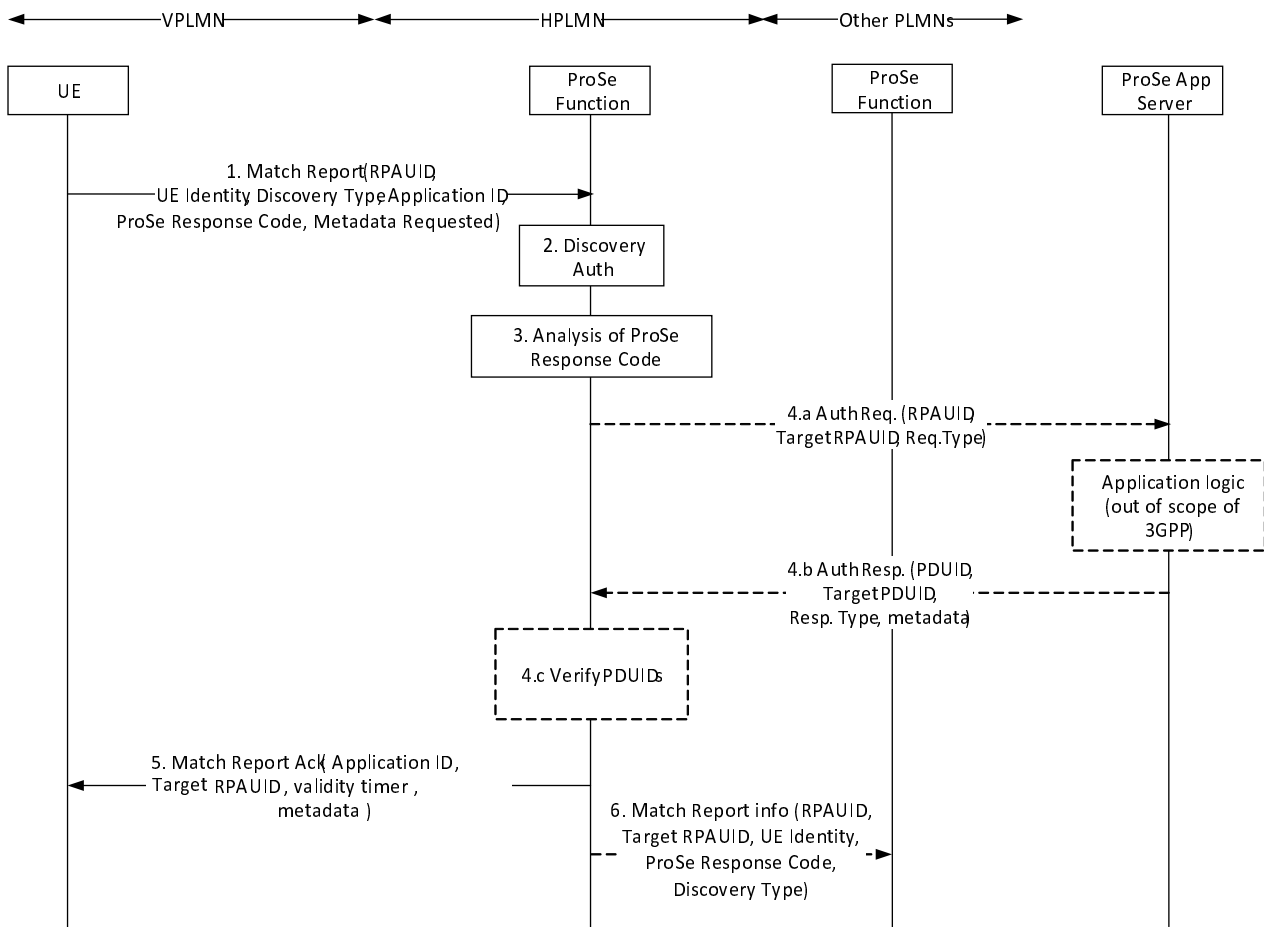 VPLMN
HPLMN
Other PLMNs
UE
ProSe
Function
ProSe
Function
ProSe App
Server
1. Match Report(RPAUID,
UE Identity, Discovery Type,Application ID,
ProSe Response Code, Metadata Requested)
2. Discovery
Auth
3. Analysis of ProSe
Response Code
4.a Auth Req. (RPAUID,
Target RPAUID, Req.Type)
Application logic
(out of scope of
3GPP)
4.b Auth Resp. (PDUID,
Target PDUID,
Resp. Type, metadata)
4.c Verify PDUIDs
5. Match Report Ack( Application ID,
Target RPAUID, validity timer ,
metadata )
6. Match Report info (RPAUID,
Target RPAUID, UE Identity,
ProSe Response Code,
Discovery Type)